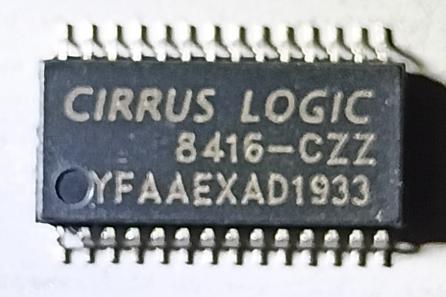 CIRRUS LOGIC
8416-CZZ
YFAAEXAD1933